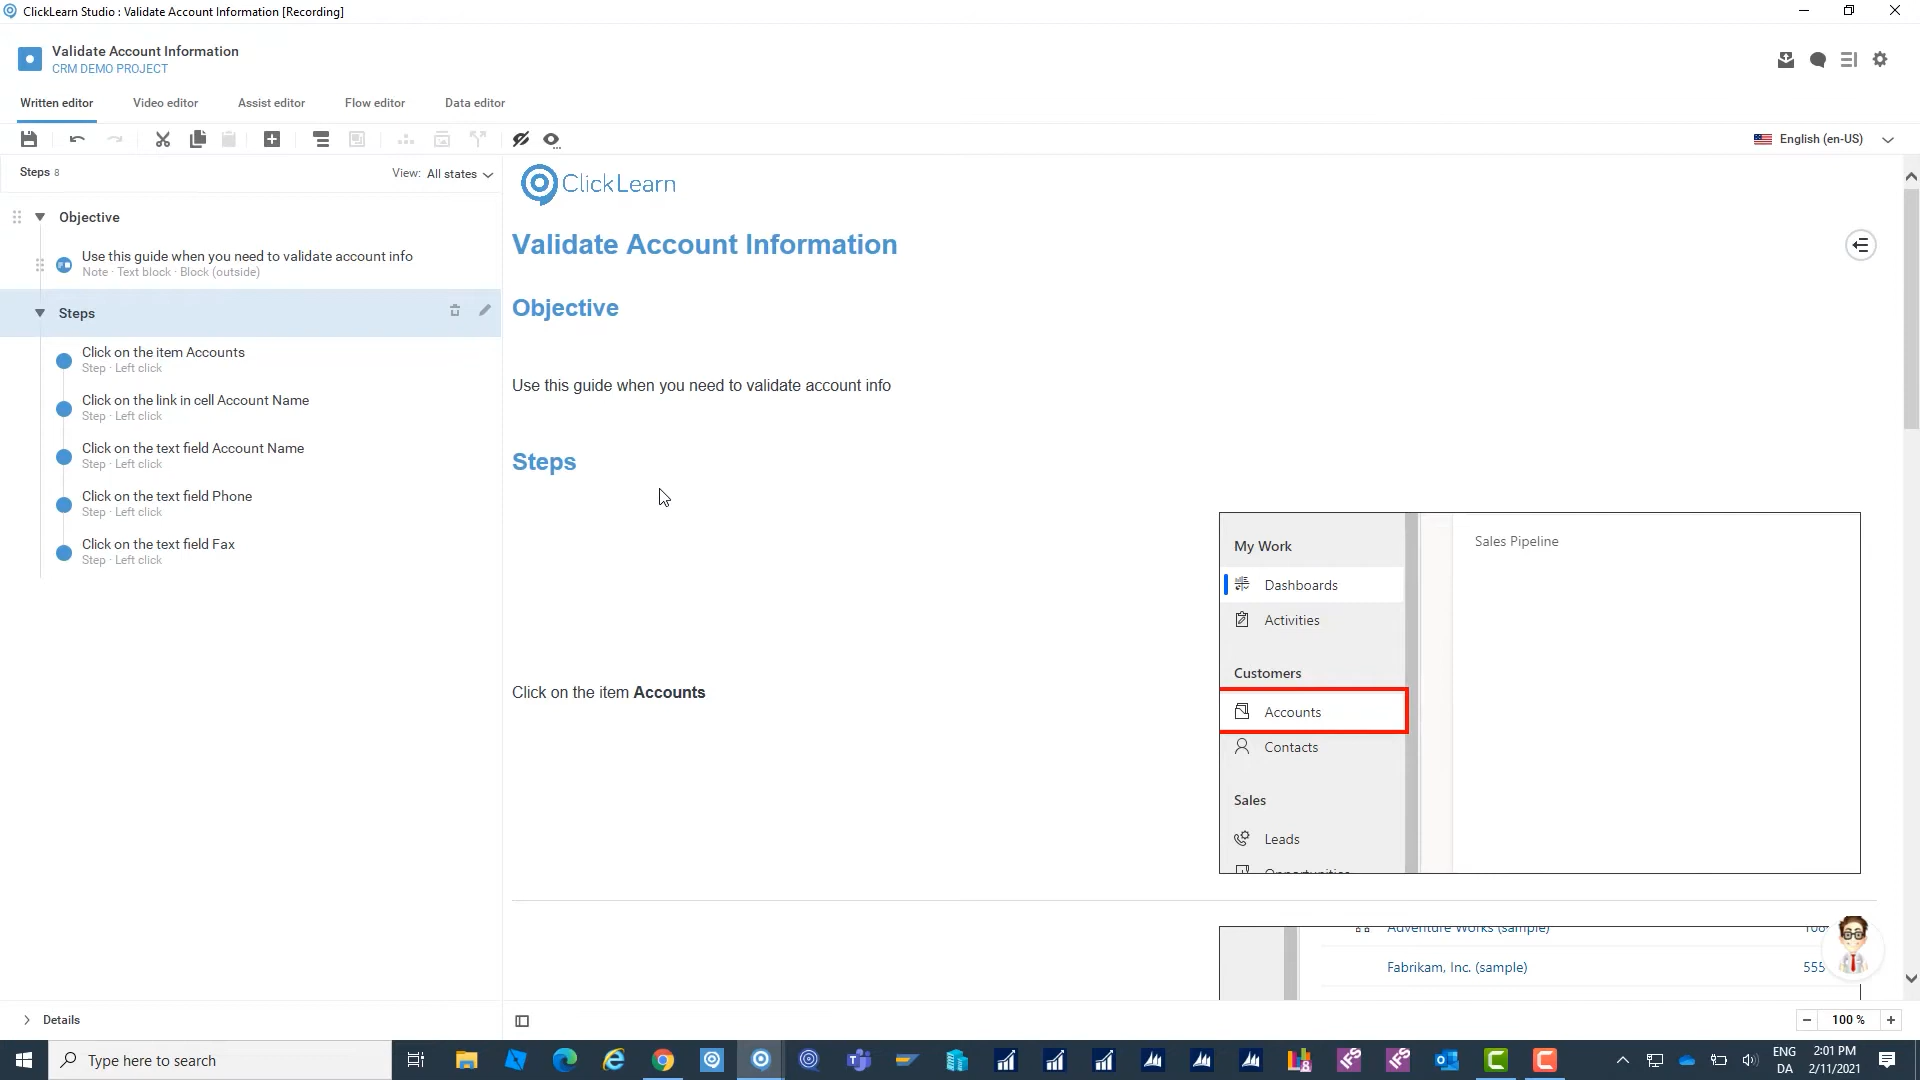 ClickLearn Studio : Validate Account Information [Recording]
Validate Account Information
CRM DEMO PROJECT
Written editor
Video editor
Assist editor
Flow editor
Data editor
English (en-US)
Steps 8
View: All states
Objective
Use this guide when you need to validate account info
Note · Text block · Block (outside)
Steps
Click on the item Accounts
Step · Left click
Click on the link in cell Account Name
Step · Left click
Click on the text field Account Name
Step · Left click
Click on the text field Phone
Step · Left click
Click on the text field Fax
Step · Left click
Details
ClickLearn
Validate Account Information
Objective
Use this guide when you need to validate account info
Steps
Click on the item Accounts
My Work
Sales Pipeline
Dashboards
Activities
Customers
Accounts
Contacts
Sales
Leads
Opportunities
Adventure Works (sample)
Fabrikam, Inc. (sample)
555
100 %
Type here to search
ENG
DA
2:01 PM
2/11/2021